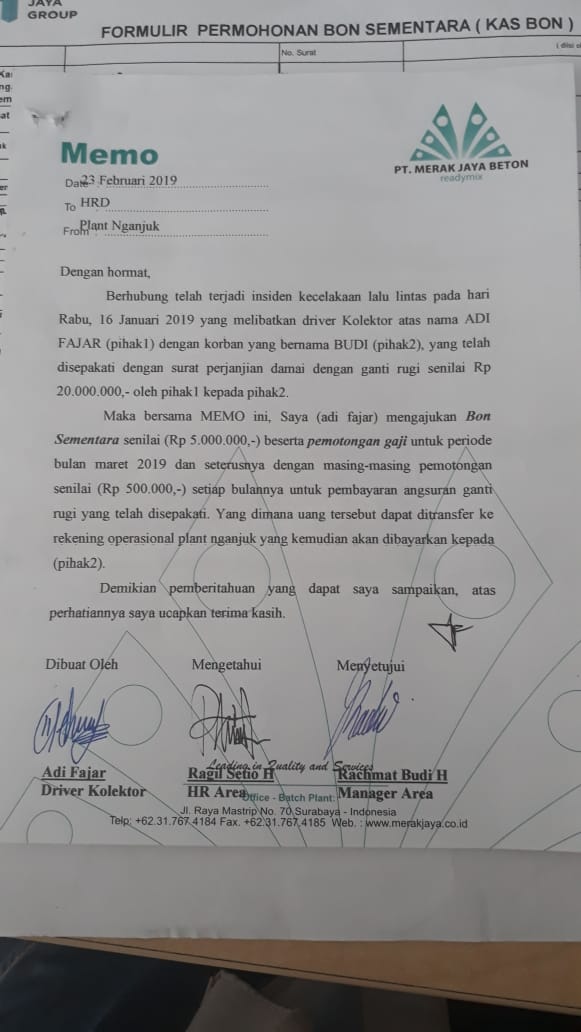 JAYA
GROUP
FORMULIR PERMOHONAN BON SEMENTARA ( KAS BON )
No. Surat
( diisi
Memo
PT. MERAK JAYA BETON
readymix
Date 23 Februari 2019
To HRD
From Plant Nganjuk
Dengan hormat,
Berhubung telah terjadi insiden kecelakaan lalu lintas pada hari
Rabu, 16 Januari 2019 yang melibatkan driver Kolektor atas nama ADI
FAJAR (pihak1) dengan korban yang bernama BUDI (pihak2), yang telah
disepakati dengan surat perjanjian damai dengan ganti rugi senilai Rp
20.000.000,- oleh pihak1 kepada pihak2.
Maka bersama MEMO ini, Saya (adi fajar) mengajukan Bon
Sementara senilai (Rp 5.000.000,-) beserta pemotongan gaji untuk periode
bulan maret 2019 dan seterusnya dengan masing-masing pemotongan
senilai (Rp 500.000,-) setiap bulannya untuk pembayaran angsuran ganti
rugi yang telah disepakati. Yang dimana uang tersebut dapat ditransfer ke
rekening operasional plant nganjuk yang kemudian akan dibayarkan kepada
(pihak2).
Demikian pemberitahuan yang dapat saya sampaikan, atas
perhatiannya saya ucapkan terima kasih.
Dibuat Oleh Mengetahui Menyetujui
Leading in Quality and Services
Adi Fajar Ragil Setio H Rachmat Budi H
Driver Kolektor HR Area Office - Batch Plant: Manager Area
Jl. Raya Mastrip No. 70 Surabaya - Indonesia
Telp: +62.31.767.4184 Fax. +62.31.767.4185 Web. : www.merakjaya.co.id